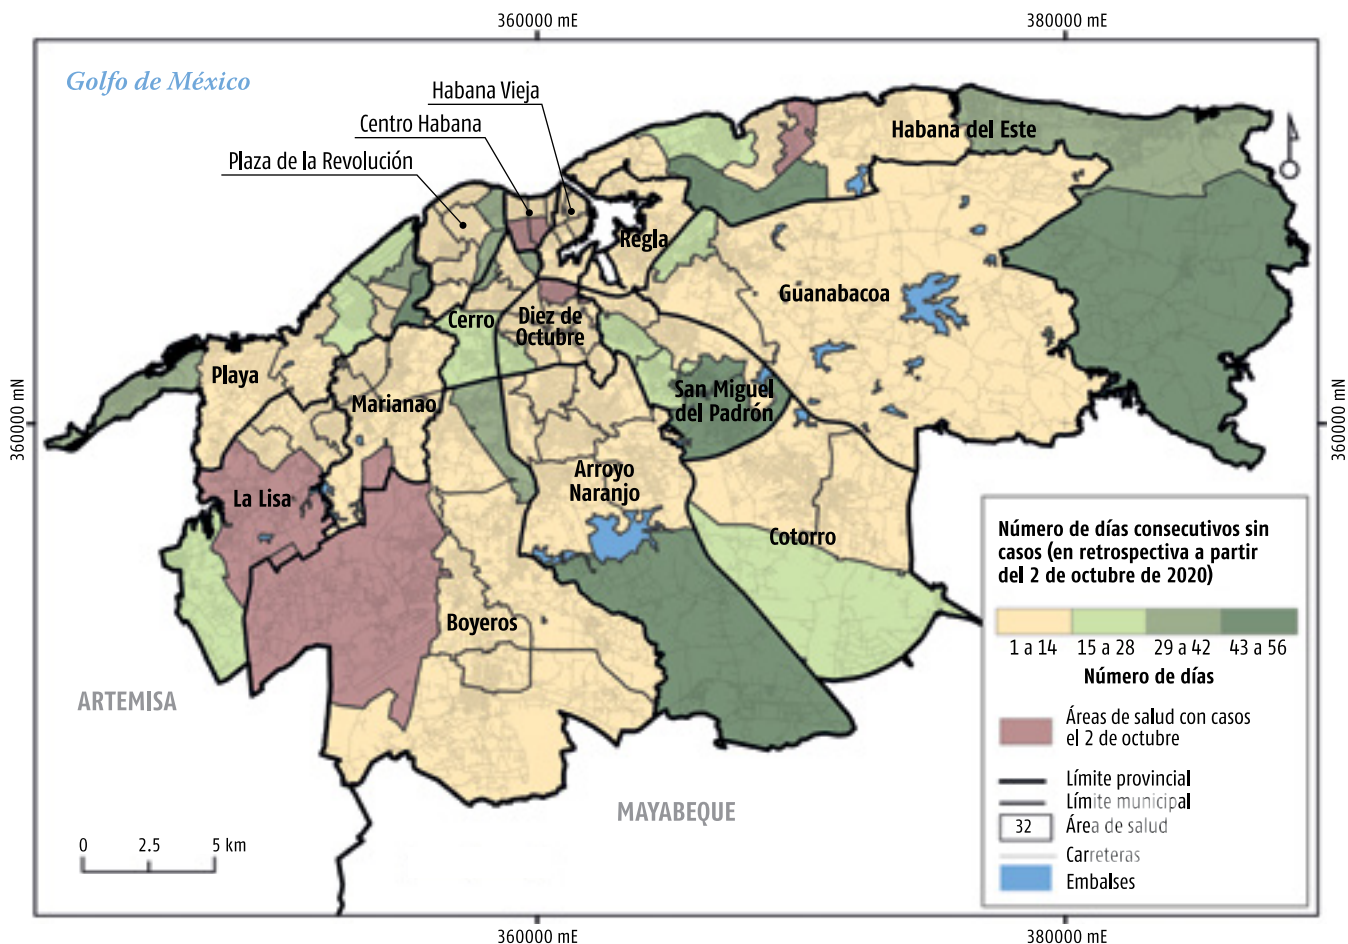 360000 mE
380000 mE
Golfo de México
Habana Vieja
Centro Habana
Plaza de la Revolución
Habana del Este
Regla
Guanabacoa
Cerro
Diez de
Octubre
Playa
Marianao
San Miguel
del Padrón
360000 mN
360000 mN
La Lisa
Arroyo
Naranjo
Cotorro
Boyeros
ARTEMISA
MAYABEQUE
0 2.5 5 km
Número de días consecutivos sin
casos (en retrospectiva a partir
del 2 de octubre de 2020)
1 a 14 15 a 28 29 a 42 43 a 56
Número de días
Áreas de salud con casos
el 2 de octubre
Límite provincial
Límite municipal
32 Área de salud
Carreteras
Embalses
360000 mE
380000 mE